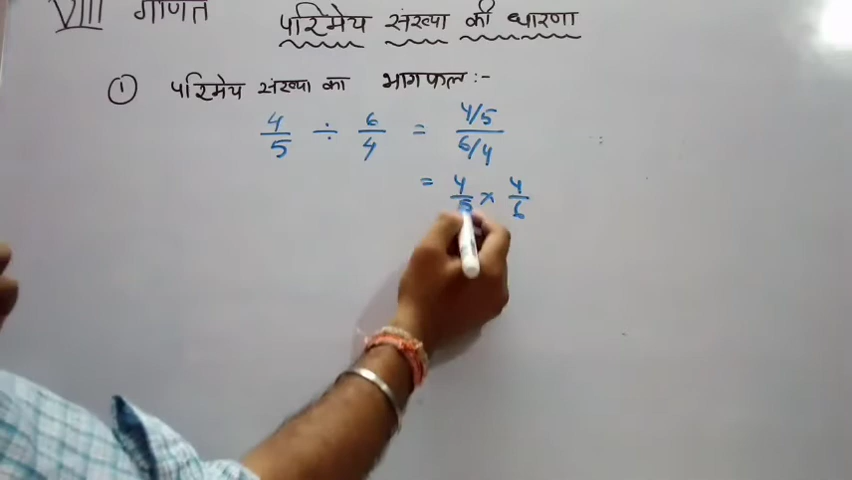 VIII गणित परिमेय संख्या की धारणा
① परिमेय संख्या का भागफल :-
4/5 ÷ 6/4 = (4/5)/(6/4)
= 4/5 × 4/6